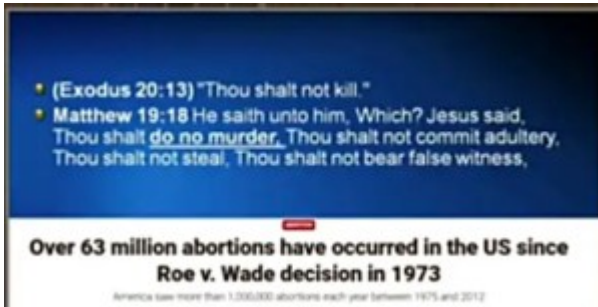 (Exodus 20:13) "Thou shalt not kill."
Matthew 19:18 He saith unto him, Which? Jesus said,
Thou shalt do no murder, Thou shalt not commit adultery,
Thou shalt not steal, Thou shalt not bear false witness,
Over 63 million abortions have occurred in the US since
Roe v. Wade decision in 1973
America saw more than 1,000,000 abortions each year between 1975 and 2012